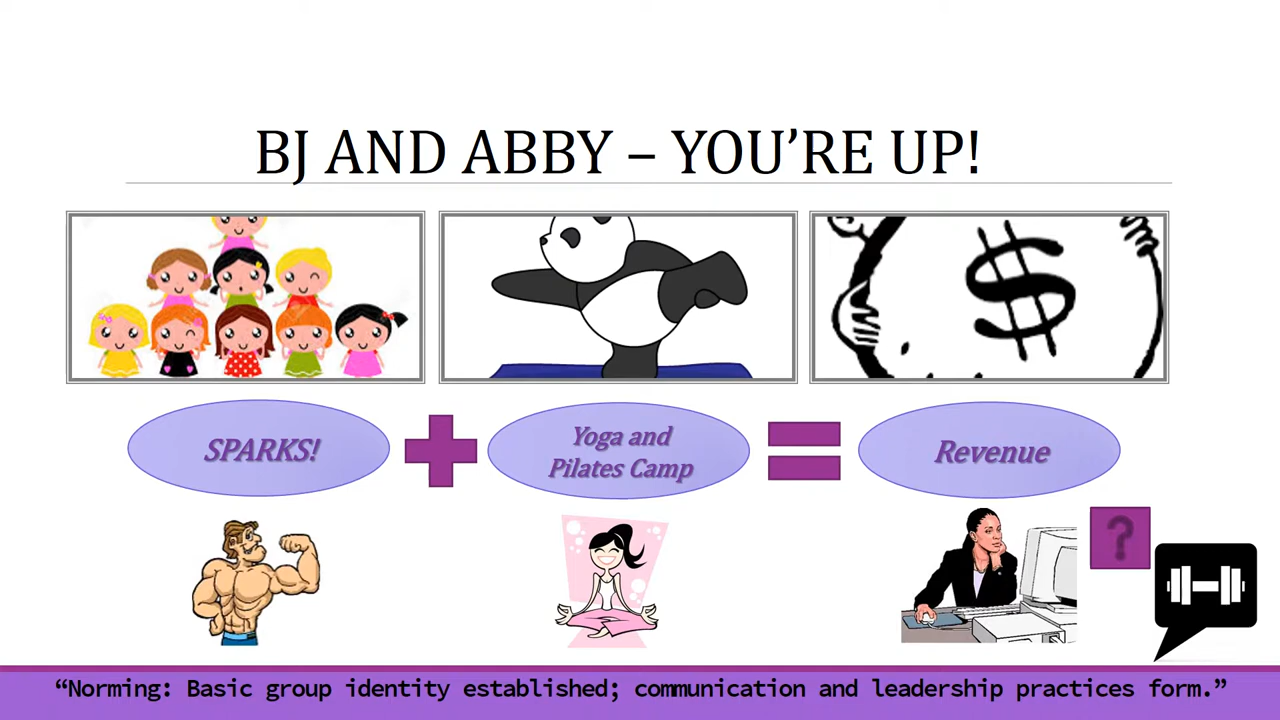 BJ AND ABBY – YOU’RE UP!
$
SPARKS!
Yoga and
Pilates Camp
Revenue
?
“Norming: Basic group identity established; communication and leadership practices form.”